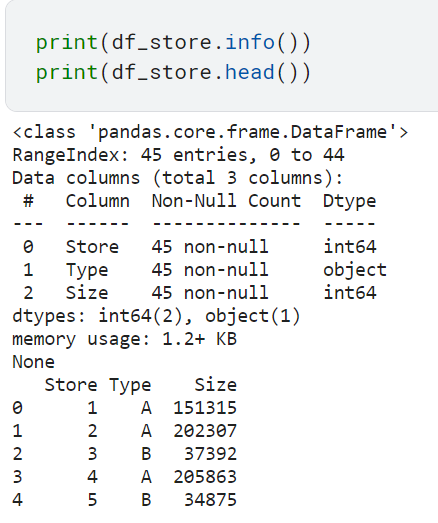 print(df_store.info())
print(df_store.head())
<class 'pandas.core.frame.DataFrame'>
RangeIndex: 45 entries, 0 to 44
Data columns (total 3 columns):
 #   Column  Non-Null Count  Dtype
---  ------  --------------  -----
 0   Store   45 non-null     int64
 1   Type    45 non-null     object
 2   Size    45 non-null     int64
dtypes: int64(2), object(1)
memory usage: 1.2+ KB
None
   Store Type    Size
0      1    A  151315
1      2    A  202307
2      3    B   37392
3      4    A  205863
4      5    B   34875